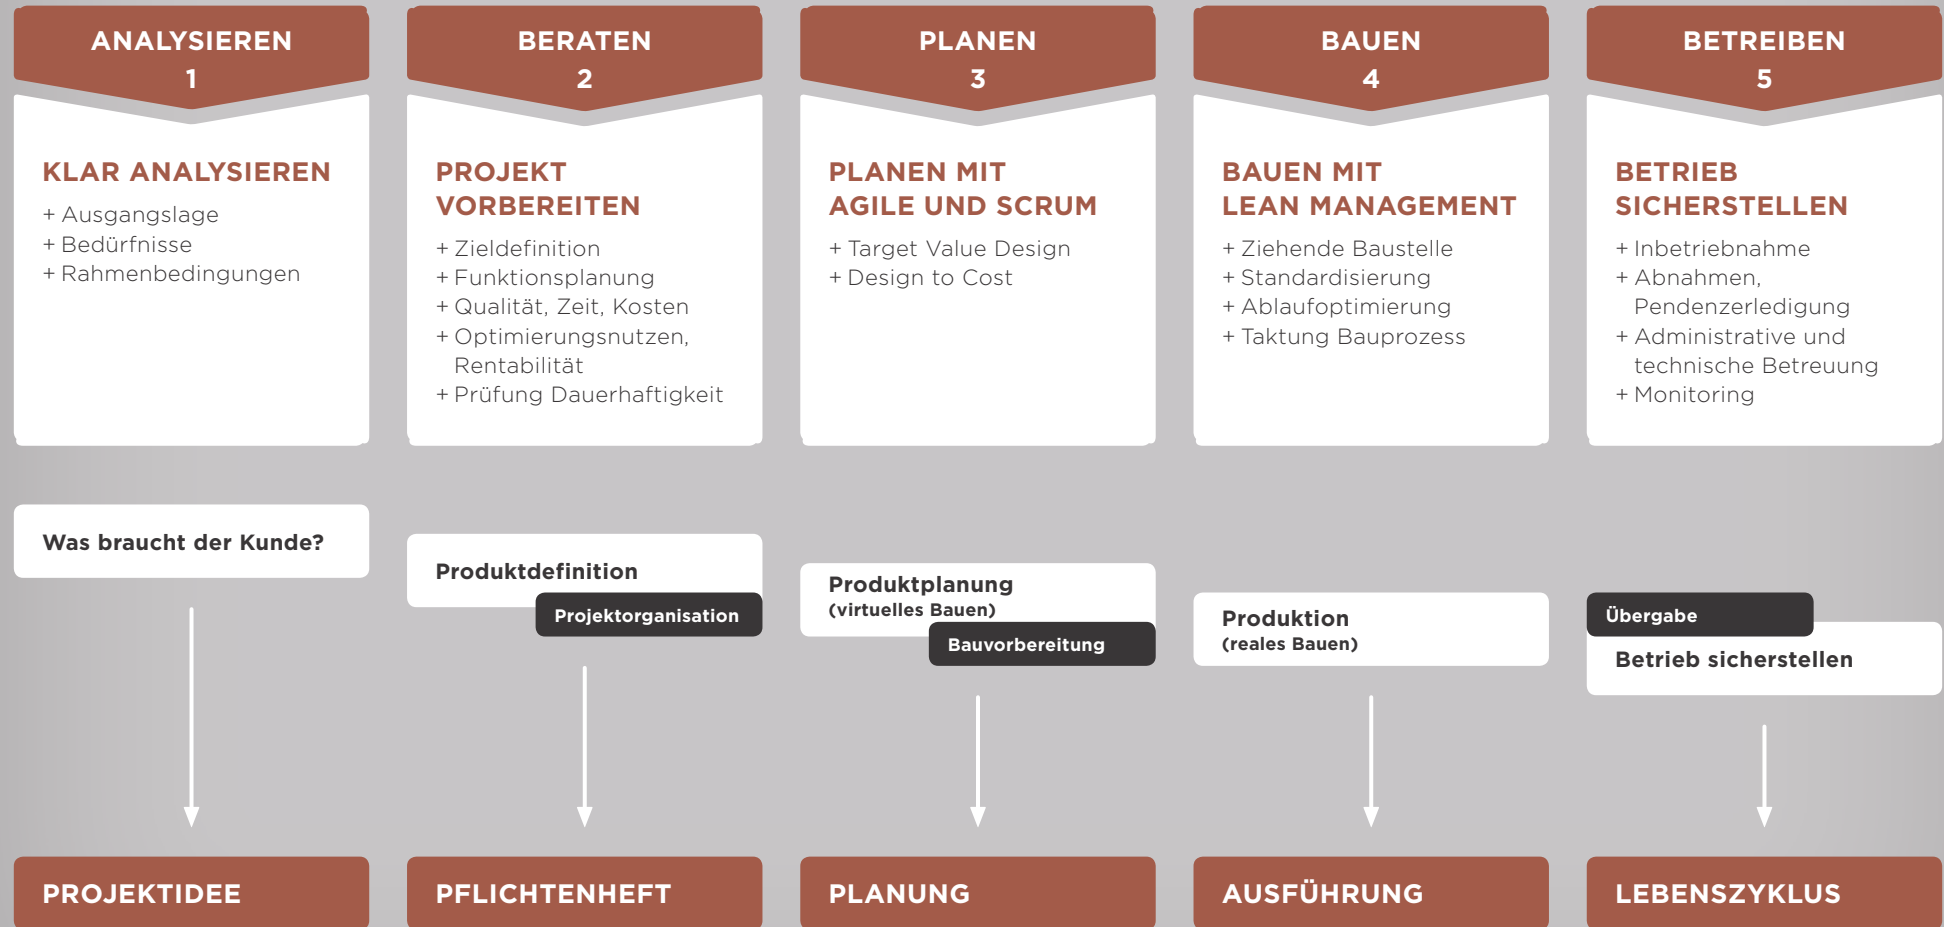 ANALYSIEREN
1
KLAR ANALYSIEREN
+ Ausgangslage
+ Bedürfnisse
+ Rahmenbedingungen
Was braucht der Kunde?
PROJEKTIDEE
BERATEN
2
PROJEKT
VORBEREITEN
+ Zieldefinition
+ Funktionsplanung
+ Qualität, Zeit, Kosten
+ Optimierungsnutzen,
Rentabilität
+ Prüfung Dauerhaftigkeit
Produktdefinition
Projektorganisation
PFLICHTENHEFT
PLANEN
3
PLANEN MIT
AGILE UND SCRUM
+ Target Value Design
+ Design to Cost
Produktplanung
(virtuelles Bauen)
Bauvorbereitung
PLANUNG
BAUEN
4
BAUEN MIT
LEAN MANAGEMENT
+ Ziehende Baustelle
+ Standardisierung
+ Ablaufoptimierung
+ Taktung Bauprozess
Produktion
(reales Bauen)
AUSFÜHRUNG
BETREIBEN
5
BETRIEB
SICHERSTELLEN
+ Inbetriebnahme
+ Abnahmen,
Pendenzerledigung
+ Administrative und
technische Betreuung
+ Monitoring
Übergabe
Betrieb sicherstellen
LEBENSZYKLUS